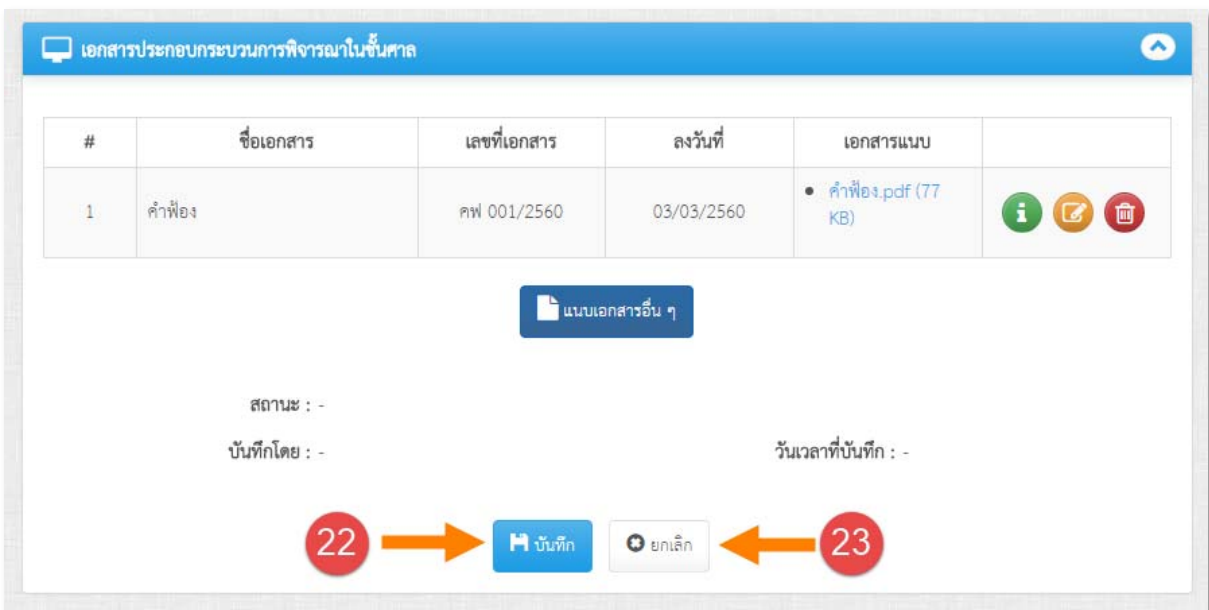 เอกสารประกอบกระบวนการพิจารณาในชั้นศาล
# ชื่อเอกสาร เลขที่เอกสาร ลงวันที่ เอกสารแนบ
1 คำฟ้อง คฟ 001/2560 03/03/2560 • คำฟ้อง.pdf (77
KB)
แนบเอกสารอื่น ๆ
สถานะ : -
บันทึกโดย : - วันเวลาที่บันทึก : -
22 บันทึก ยกเลิก 23